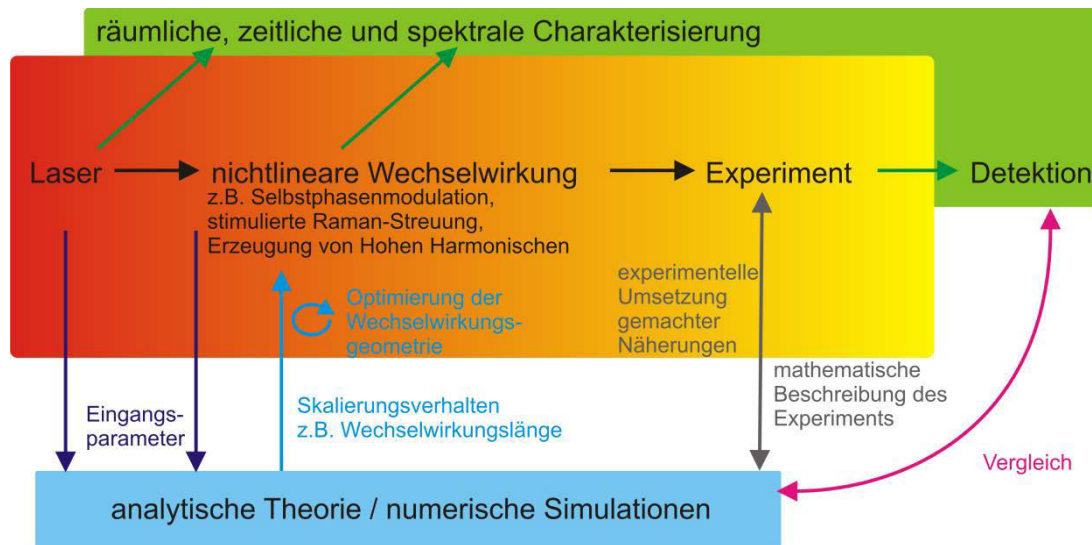 räumliche, zeitliche und spektrale Charakterisierung
Laser
nichtlineare Wechselwirkung
z.B. Selbstphasenmodulation,
stimulierte Raman-Streuung,
Erzeugung von Hohen Harmonischen
Experiment
Detektion
Optimierung der
Wechselwirkungs-
geometrie
experimentelle
Umsetzung
gemachter
Näherungen
mathematische
Beschreibung des
Experiments
Eingangs-
parameter
Skalierungsverhalten
z.B. Wechselwirkungslänge
Vergleich
analytische Theorie / numerische Simulationen